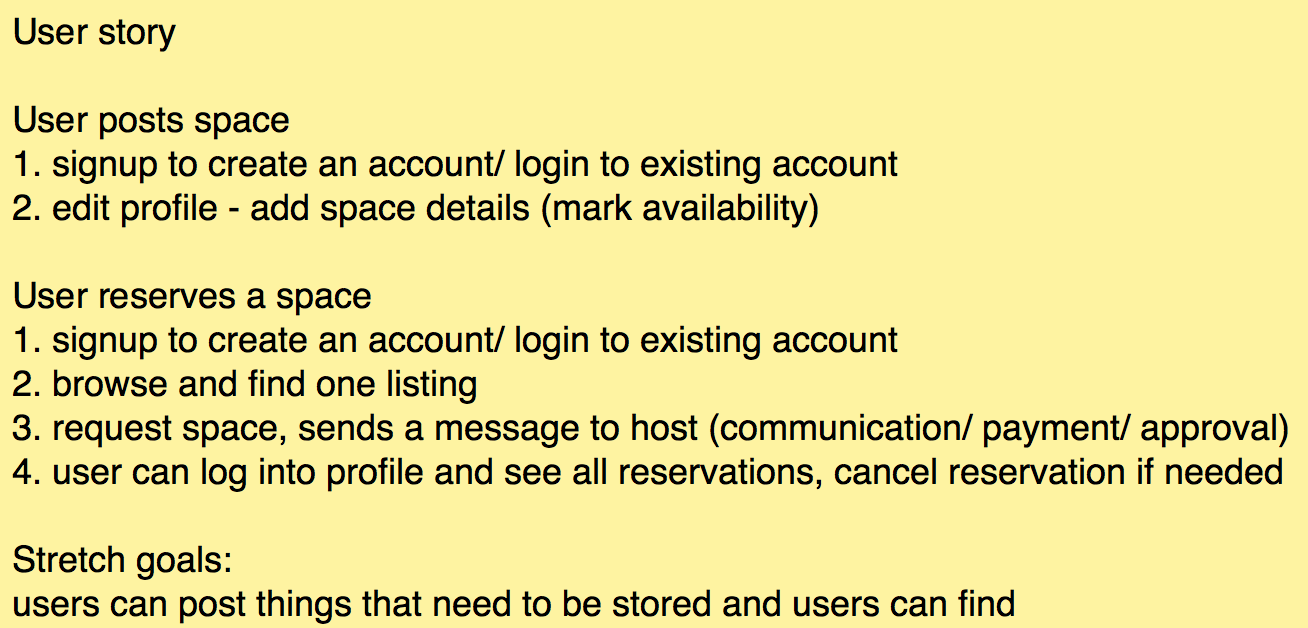 User story
User posts space
1. signup to create an account/ login to existing account
2. edit profile - add space details (mark availability)
User reserves a space
1. signup to create an account/ login to existing account
2. browse and find one listing
3. request space, sends a message to host (communication/ payment/ approval)
4. user can log into profile and see all reservations, cancel reservation if needed
Stretch goals:
users can post things that need to be stored and users can find